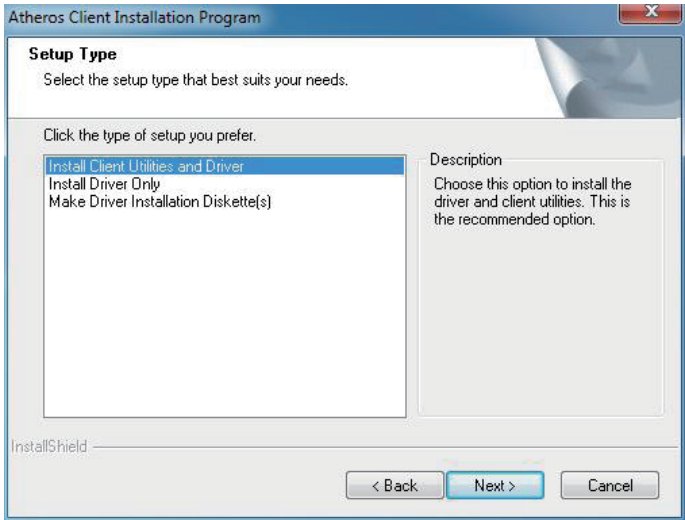 Atheros Client Installation Program
Setup Type
Select the setup type that best suits your needs.
Click the type of setup you prefer.
Install Client Utilities and Driver
Install Driver Only
Make Driver Installation Diskette(s)
Description
Choose this option to install the
driver and client utilities. This is
the recommended option.
InstallShield
< Back
Next >
Cancel